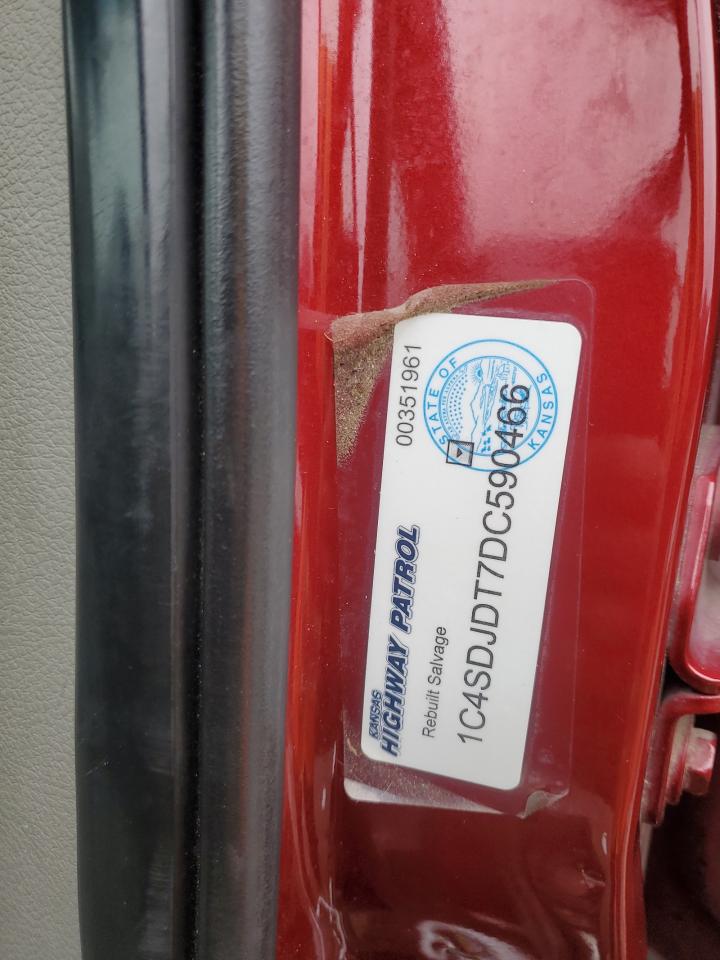 KANSAS
HIGHWAY PATROL
00351961
Rebuilt Salvage
1C4SDJDT7DC590466
STATE OF
KANSAS